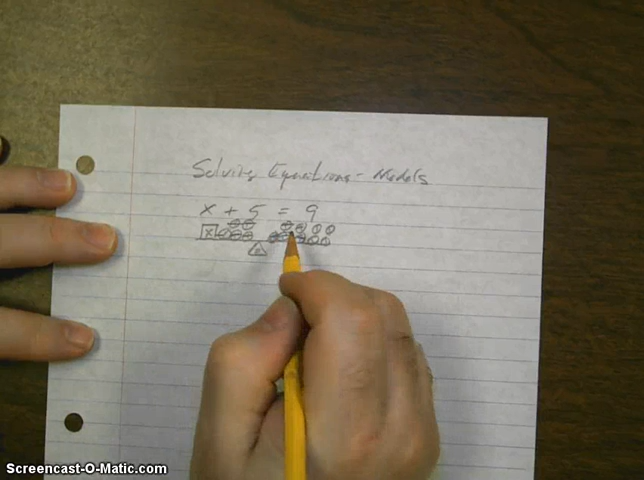 Solving Equations - Models
x + 5 = 9
x
Screencast-O-Matic.com